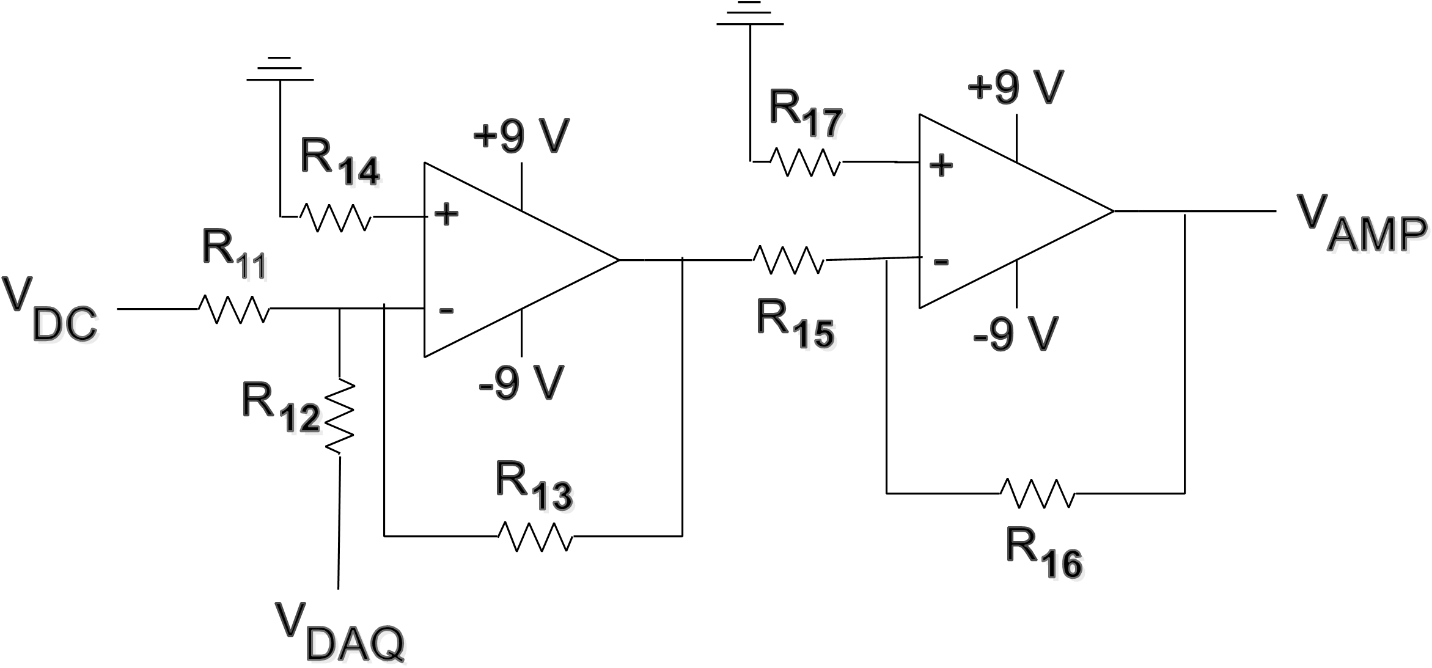 +9 V
R17
+
-
-9 V
VAMP
+9 V
R14
+
R11
VDC
-
-9 V
R15
R12
R13
R16
VDAQ